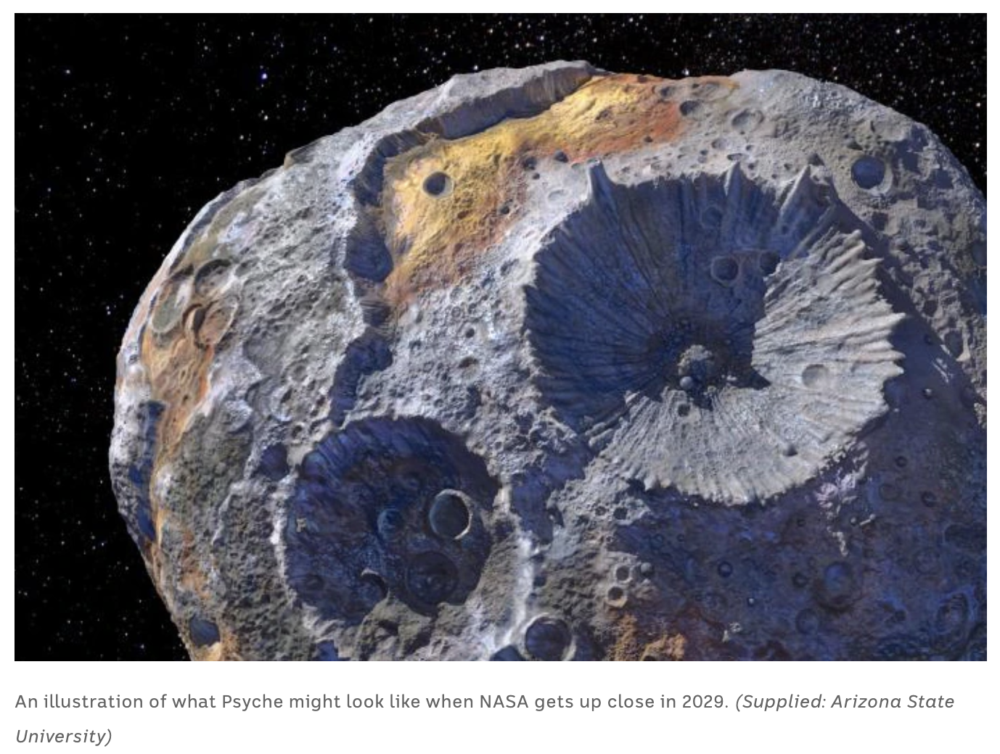 An illustration of what Psyche might look like when NASA gets up close in 2029. (Supplied: Arizona State
University)